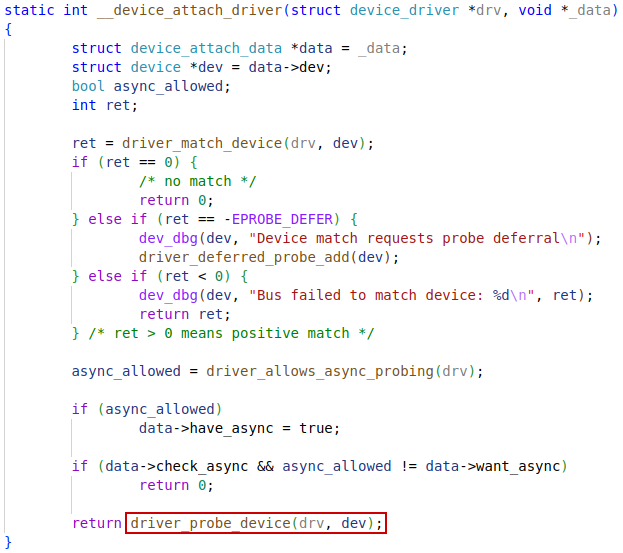 static int __device_attach_driver(struct device_driver *drv, void *_data)
{
        struct device_attach_data *data = _data;
        struct device *dev = data->dev;
        bool async_allowed;
        int ret;

        ret = driver_match_device(drv, dev);
        if (ret == 0) {
                /* no match */
                return 0;
        } else if (ret == -EPROBE_DEFER) {
                dev_dbg(dev, "Device match requests probe deferral\n");
                driver_deferred_probe_add(dev);
        } else if (ret < 0) {
                dev_dbg(dev, "Bus failed to match device: %d\n", ret);
                return ret;
        } /* ret > 0 means positive match */

        async_allowed = driver_allows_async_probing(drv);

        if (async_allowed)
                data->have_async = true;

        if (data->check_async && async_allowed != data->want_async)
                return 0;

        return driver_probe_device(drv, dev);
}